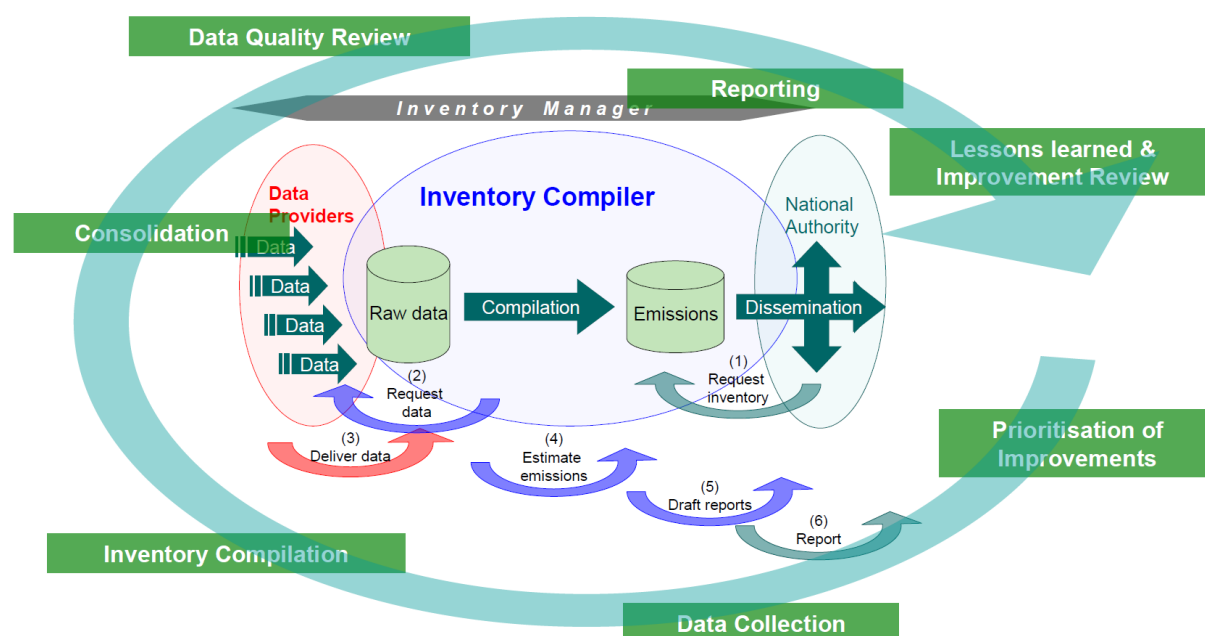 Data Quality Review
Reporting
Inventory Manager
Lessons learned &
Improvement Review
Data
Providers
Inventory Compiler
National
Authority
Consolidation
Data
Data
Data
Data
Raw data
Compilation
Emissions
Dissemination
(1)
Request
inventory
(2)
Request
data
(3)
Deliver data
(4)
Estimate
emissions
(5)
Draft reports
(6)
Report
Prioritisation of
Improvements
Inventory Compilation
Data Collection